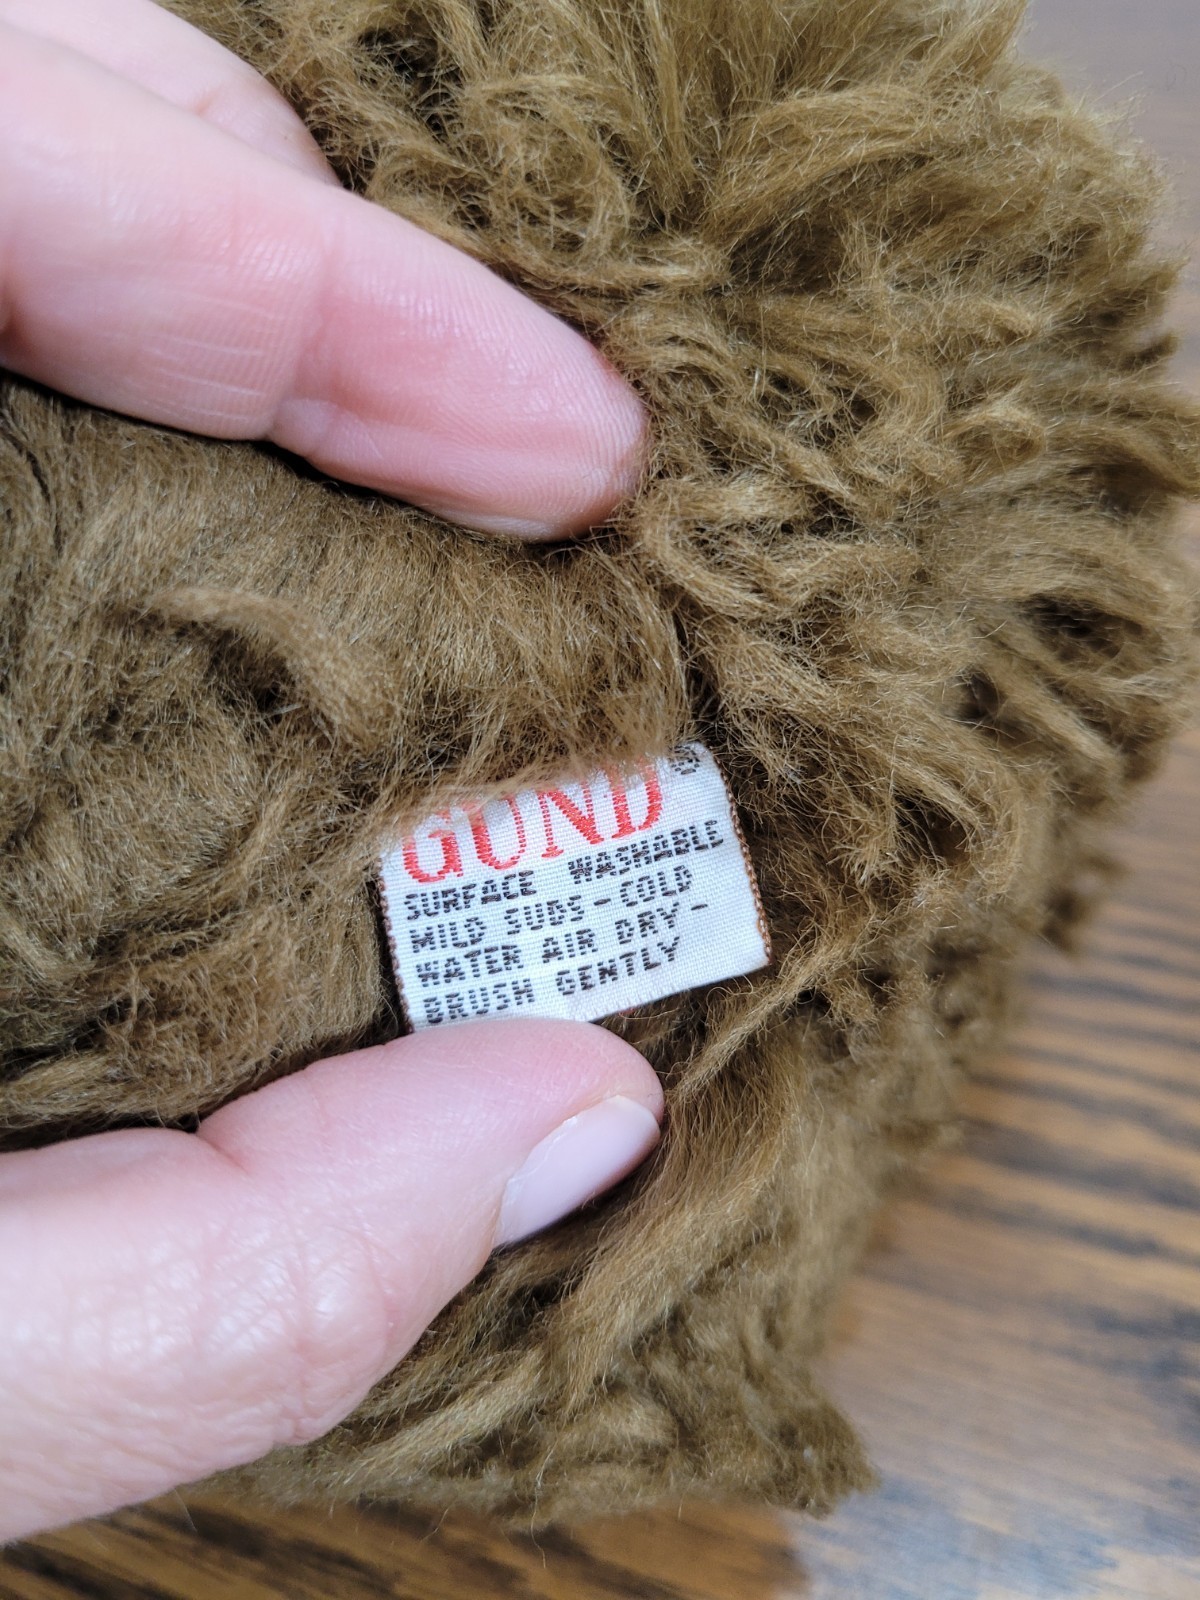 GUND®
SURFACE WASHABLE
MILD SUDS-COLD
WATER AIR DRY-
BRUSH GENTLY